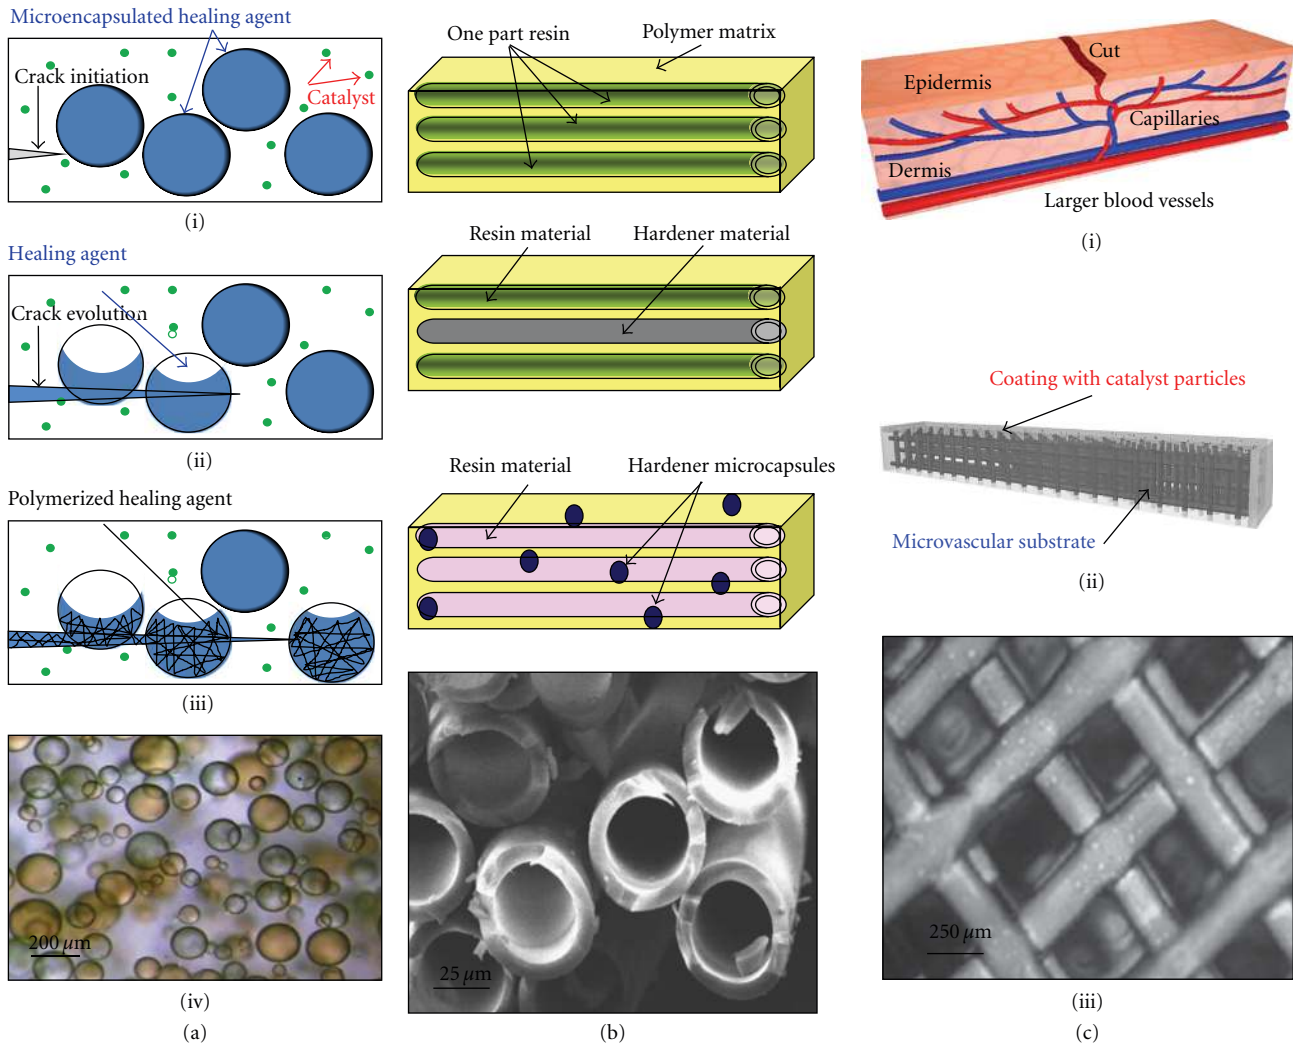 Microencapsulated healing agent
Crack initiation
Catalyst
(i)
Healing agent
Crack evolution
(ii)
Polymerized healing agent
(iii)
200 µm
(iv)
(a)
One part resin
Polymer matrix
Resin material
Hardener material
Resin material
Hardener microcapsules
25 µm
(b)
Cut
Epidermis
Capillaries
Dermis
Larger blood vessels
(i)
Coating with catalyst particles
Microvascular substrate
(ii)
250 µm
(iii)
(c)